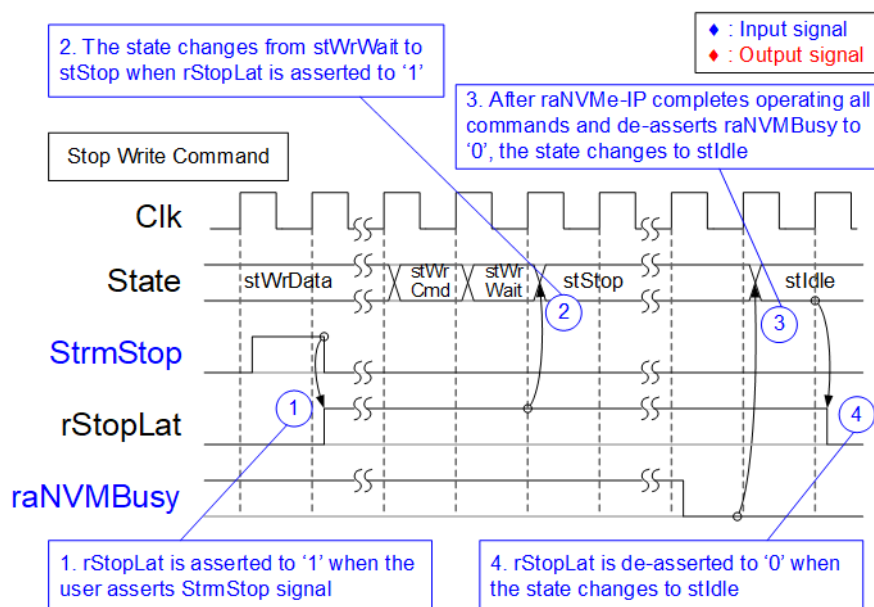 2. The state changes from stWrWait to
stStop when rStopLat is asserted to ‘1’
♦ : Input signal
♦ : Output signal
3. After raNVMe-IP completes operating all
commands and de-asserts raNVMBusy to
‘0’, the state changes to stIdle
Stop Write Command
Clk
State
stWrData
stWr
Cmd
stWr
Wait
stStop
stIdle
2
3
StrmStop
1
rStopLat
4
raNVMBusy
1. rStopLat is asserted to ‘1’ when the
user asserts StrmStop signal
4. rStopLat is de-asserted to ‘0’ when
the state changes to stIdle